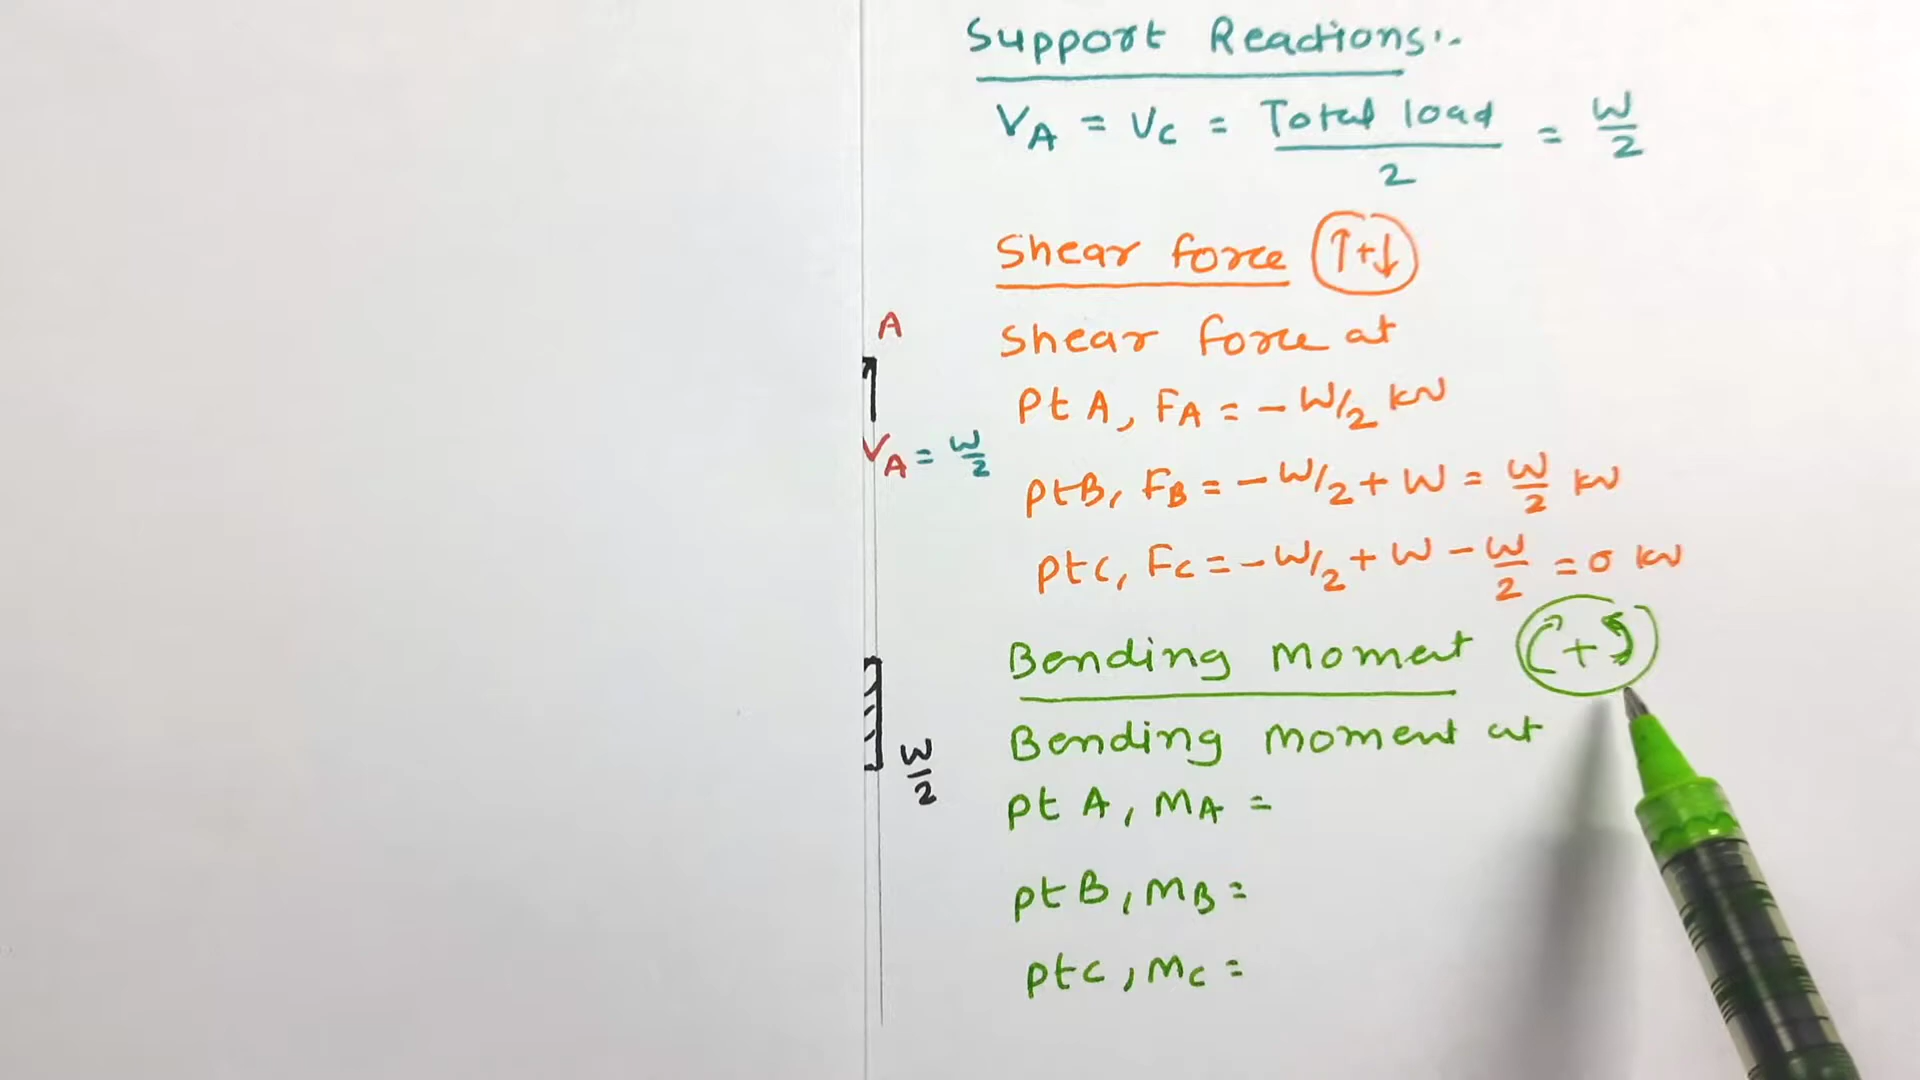 Support Reactions:-
VA = VC = Total load / 2 = W/2
Shear force ↑+↓
Shear force at
A
pt A, FA = - W/2 kN
VA = W/2
pt B, FB = - W/2 + W = W/2 kN
pt C, FC = - W/2 + W - W/2 = 0 kN
Bending Moment (+)
Bending Moment at
W/2
pt A, MA =
pt B, MB =
pt C, MC =